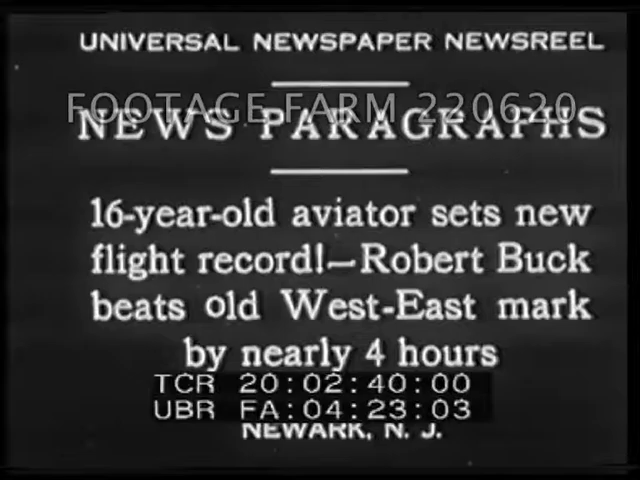 UNIVERSAL NEWSPAPER NEWSREEL
FOOTAGE FARM 220620
NEWS PARAGRAPHS
16-year-old aviator sets new
flight record!—Robert Buck
beats old West-East mark
by nearly 4 hours
TCR 20:02:40:00
UBR FA:04:23:03
NEWARK, N. J.